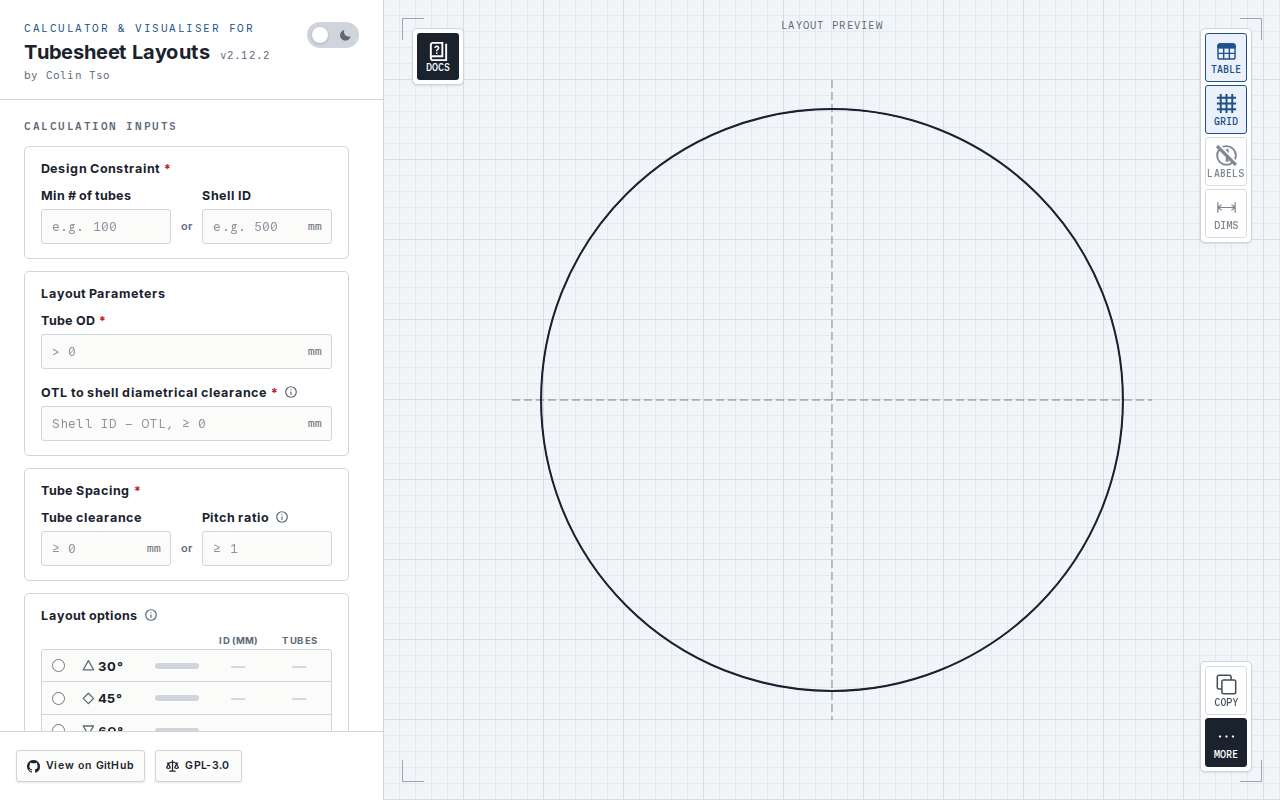 CALCULATOR & VISUALISER FOR
Tubesheet Layouts v2.12.2
by Colin Tso
CALCULATION INPUTS
Design Constraint *
Min # of tubes
Shell ID
e.g. 100
or
e.g. 500 mm
Layout Parameters
Tube OD *
> 0 mm
OTL to shell diametrical clearance *
Shell ID – OTL, ≥ 0 mm
Tube Spacing *
Tube clearance
Pitch ratio
≥ 0 mm
or
≥ 1
Layout options
ID (MM) TUBES
30° — —
45° — —
60°
View on GitHub
GPL-3.0
LAYOUT PREVIEW
DOCS
TABLE
GRID
LABELS
DIMS
COPY
MORE